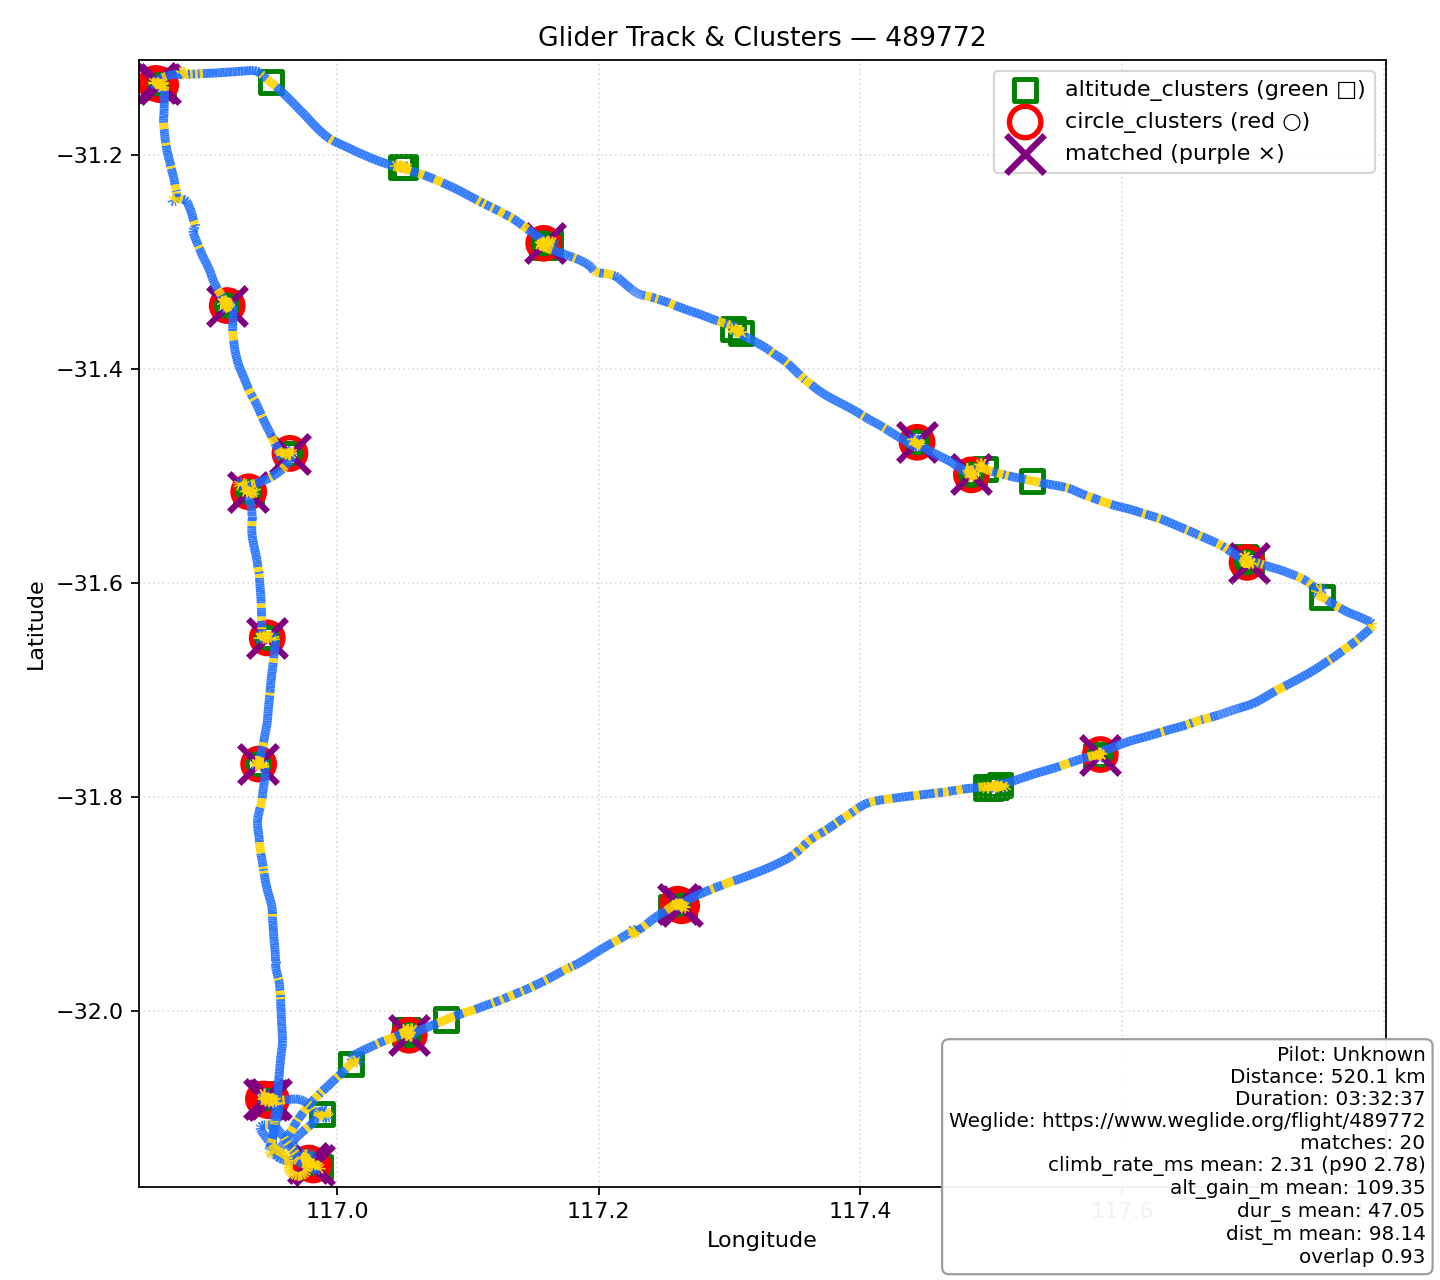 Glider Track & Clusters — 489772
altitude_clusters (green □)
circle_clusters (red ○)
matched (purple ×)
Latitude
−31.2
−31.4
−31.6
−31.8
−32.0
117.0
117.2
117.4
117.6
Longitude
Pilot: Unknown
Distance: 520.1 km
Duration: 03:32:37
Weglide: https://www.weglide.org/flight/489772
matches: 20
climb_rate_ms mean: 2.31 (p90 2.78)
alt_gain_m mean: 109.35
dur_s mean: 47.05
dist_m mean: 98.14
overlap 0.93